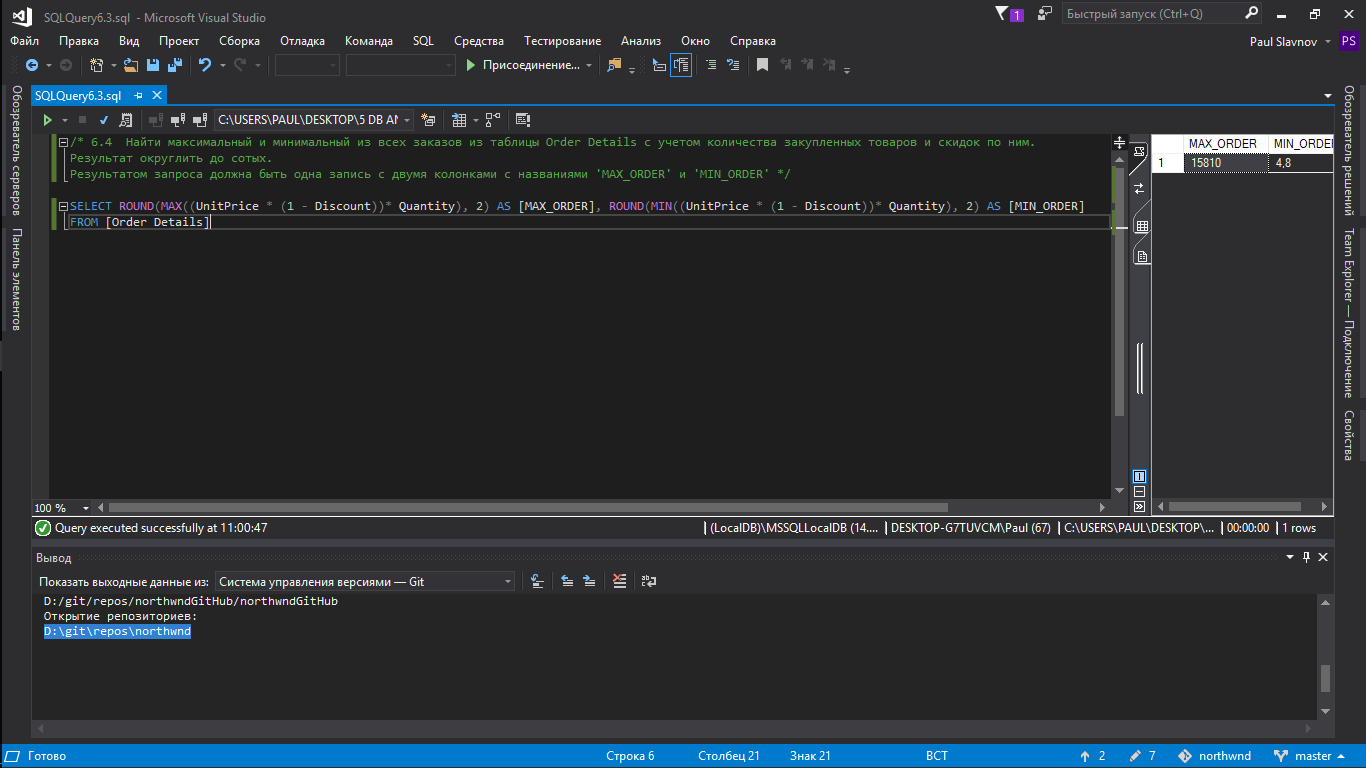 SQLQuery6.3.sql - Microsoft Visual Studio
1
Быстрый запуск (Ctrl+Q)
Файл Правка Вид Проект Сборка Отладка Команда SQL Средства Тестирование Анализ Окно Справка
Paul Slavnov PS
Присоединение...
SQLQuery6.3.sql
C:\USERS\PAUL\DESKTOP\5 DB AN
Обозреватель серверов
Панель элементов
/* 6.4 Найти максимальный и минимальный из всех заказов из таблицы Order Details с учетом количества закупленных товаров и скидок по ним.
Результат округлить до сотых.
Результатом запроса должна быть одна запись с двумя колонками с названиями 'MAX_ORDER' и 'MIN_ORDER' */
SELECT ROUND(MAX((UnitPrice * (1 - Discount))* Quantity), 2) AS [MAX_ORDER], ROUND(MIN((UnitPrice * (1 - Discount))* Quantity), 2) AS [MIN_ORDER]
FROM [Order Details]
MAX_ORDER MIN_ORDER
1 15810 4,8
Обозреватель решений
Team Explorer — Подключение
Свойства
100 %
Query executed successfully at 11:00:47
(LocalDB)\MSSQLLocalDB (14.... DESKTOP-G7TUVCM\Paul (67) C:\USERS\PAUL\DESKTOP\... 00:00:00 1 rows
Вывод
Показать выходные данные из: Система управления версиями — Git
D:/git/repos/northwndGitHub/northwndGitHub
Открытие репозиториев:
D:\git\repos\northwnd
Готово Строка 6 Столбец 21 Знак 21 ВСТ 2 7 northwnd master